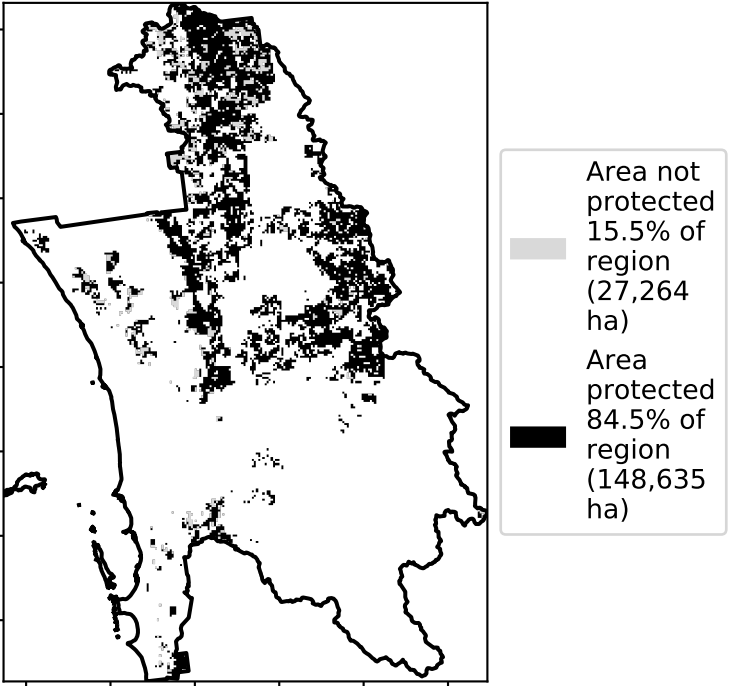 Area not
protected
15.5% of
region
(27,264
ha)
Area
protected
84.5% of
region
(148,635
ha)